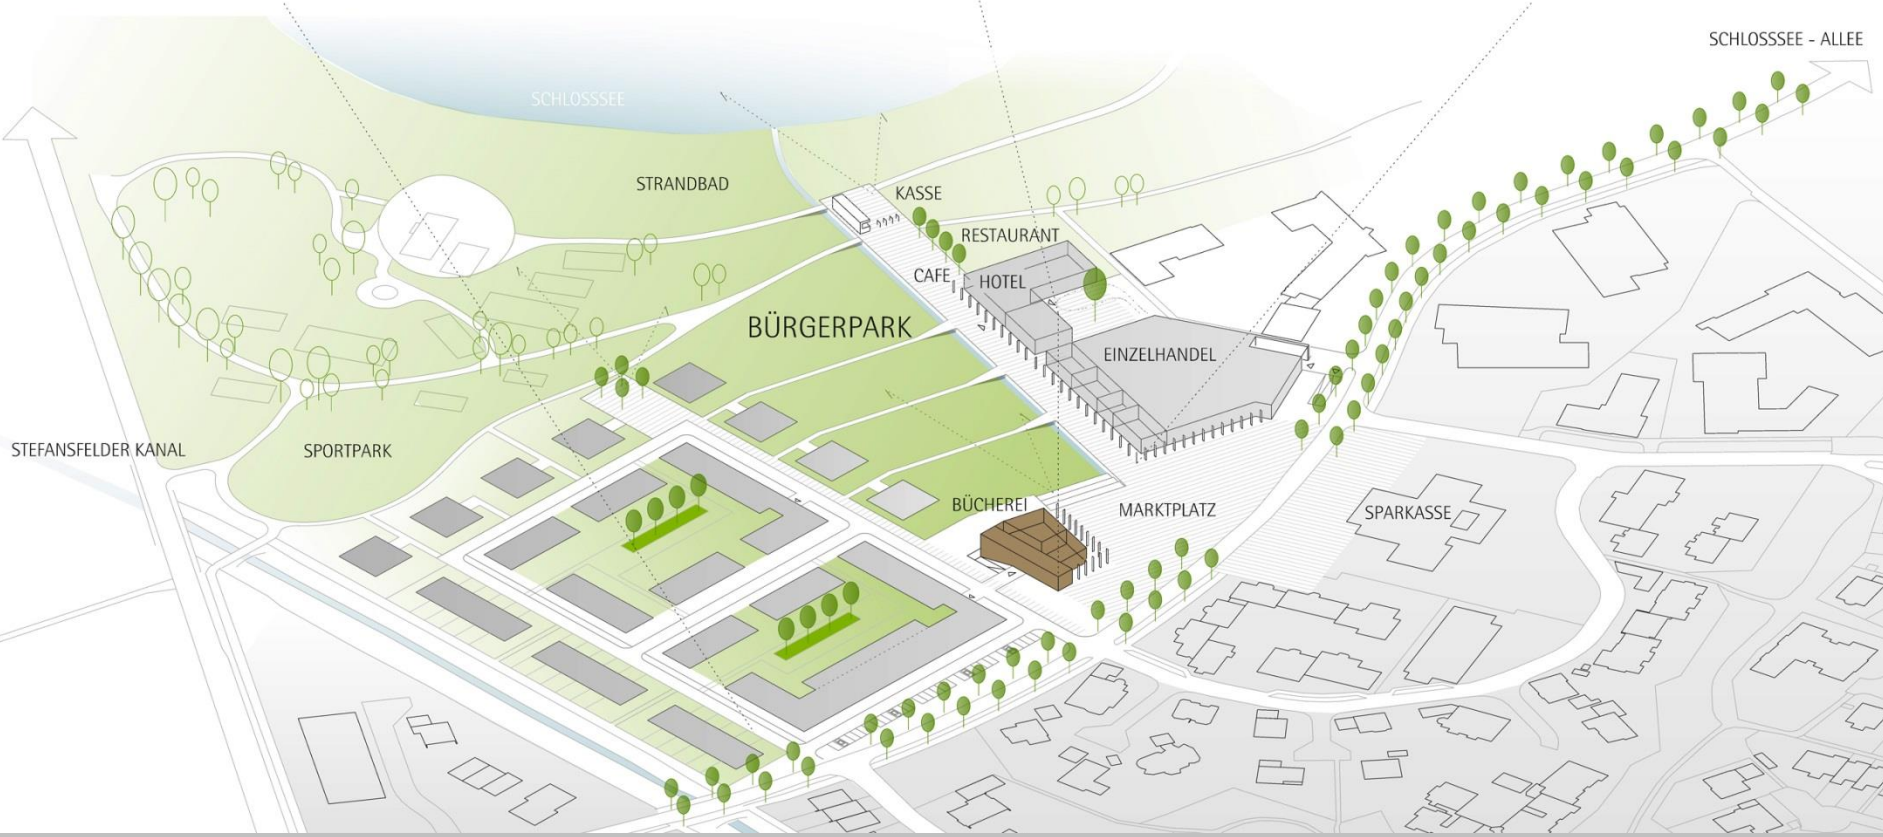 SCHLOSSSEE - ALLEE
SCHLOSSSEE
STRANDBAD
KASSE
RESTAURANT
CAFE
HOTEL
BÜRGERPARK
EINZELHANDEL
STEFANSFELDER KANAL
SPORTPARK
BÜCHEREI
MARKTPLATZ
SPARKASSE